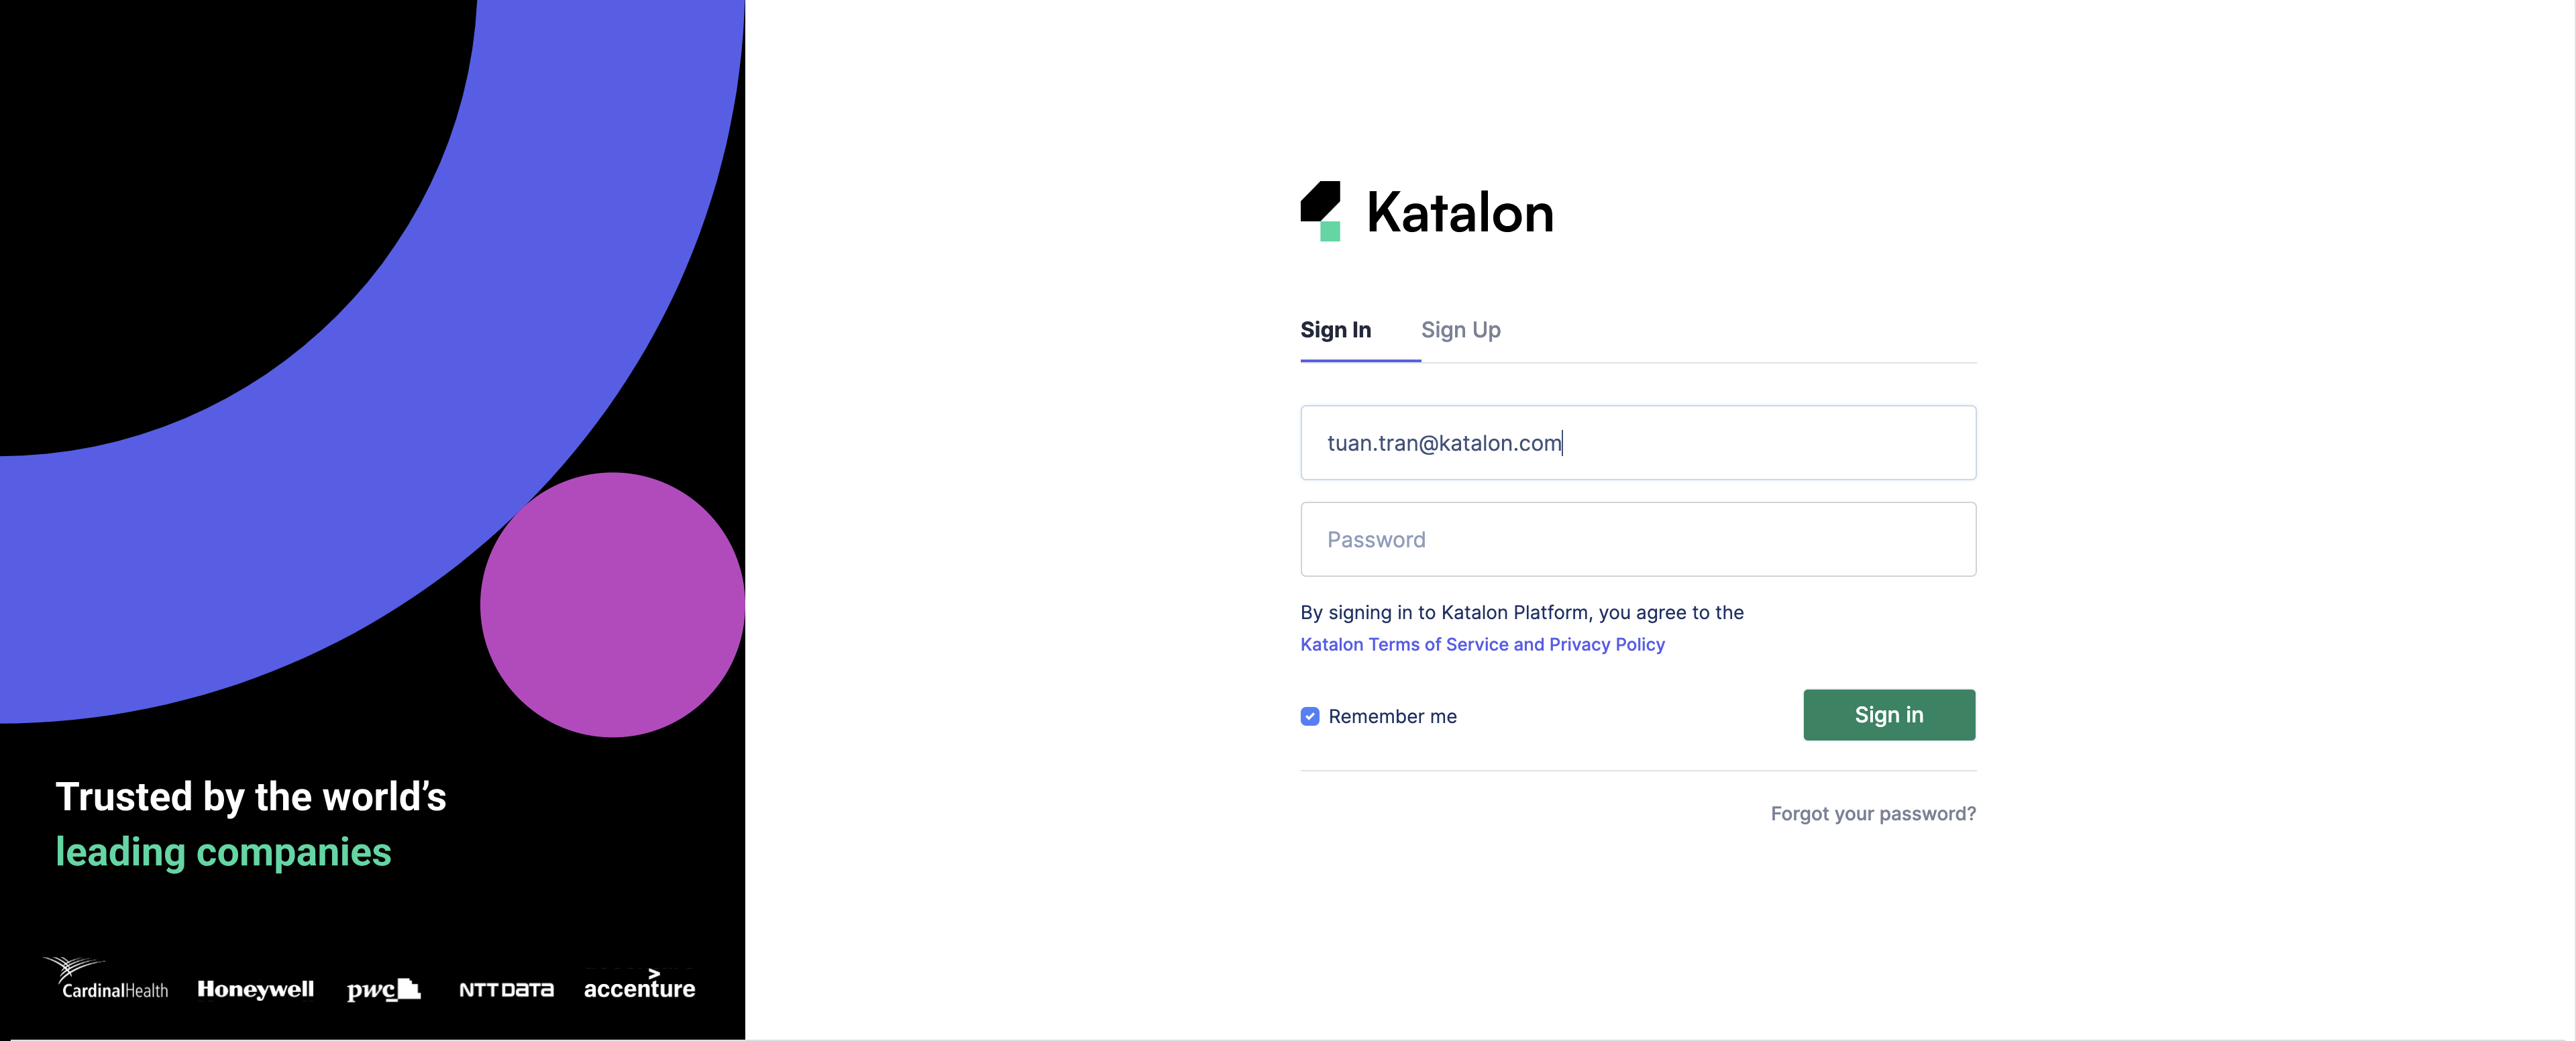 Katalon
Sign In Sign Up
tuan.tran@katalon.com
Password
By signing in to Katalon Platform, you agree to the
Katalon Terms of Service and Privacy Policy
Remember me Sign in
Forgot your password?
Trusted by the world’s
leading companies
CardinalHealth Honeywell pwc NTT DATA accenture